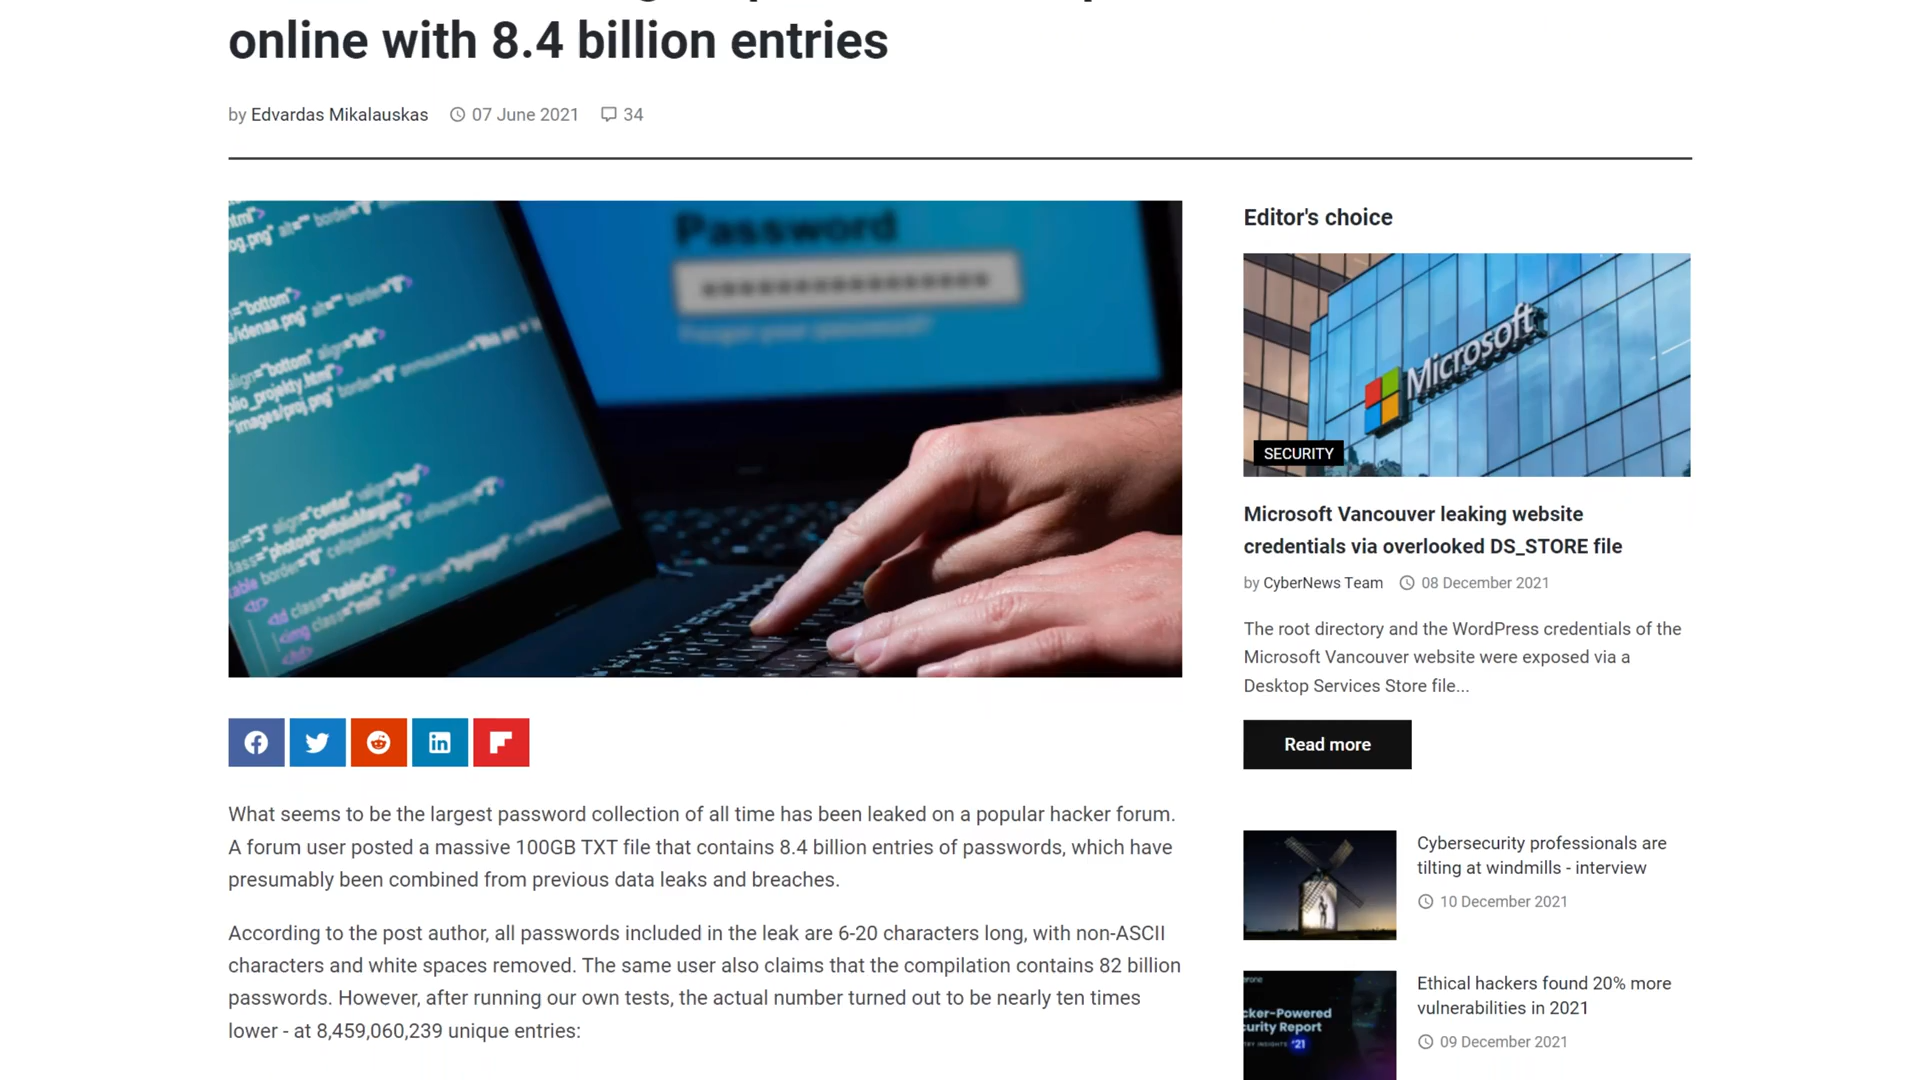 online with 8.4 billion entries
by Edvardas Mikalauskas 07 June 2021 34
Password
Forgot your password?
Editor's choice
Microsoft
SECURITY
Microsoft Vancouver leaking website
credentials via overlooked DS_STORE file
by CyberNews Team 08 December 2021
The root directory and the WordPress credentials of the
Microsoft Vancouver website were exposed via a
Desktop Services Store file...
Read more
What seems to be the largest password collection of all time has been leaked on a popular hacker forum.
A forum user posted a massive 100GB TXT file that contains 8.4 billion entries of passwords, which have
presumably been combined from previous data leaks and breaches.
According to the post author, all passwords included in the leak are 6-20 characters long, with non-ASCII
characters and white spaces removed. The same user also claims that the compilation contains 82 billion
passwords. However, after running our own tests, the actual number turned out to be nearly ten times
lower - at 8,459,060,239 unique entries:
Cybersecurity professionals are
tilting at windmills - interview
10 December 2021
Ethical hackers found 20% more
vulnerabilities in 2021
09 December 2021
cker-Powered
curity Report
'21